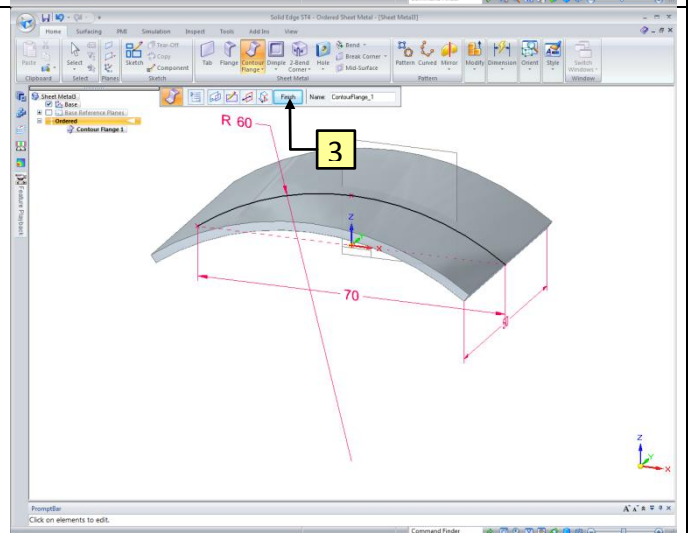 Command Finder
Solid Edge ST4 - Ordered Sheet Metal - [Sheet Metal3]
Home Surfacing PMI Simulation Inspect Tools Add Ins View
Paste Select Sketch Tear-Off Copy Component Tab Flange Contour Flange Dimple 2-Bend Corner Hole Bend Break Corner Mid-Surface Pattern Curved Mirror Modify Dimension Orient Style Switch Windows
Clipboard Select Planes Sketch Sheet Metal Pattern Window
Sheet Metal3
Base
Base Reference Planes
Ordered
Contour Flange 1
Finish Name: ContourFlange_1
Feature Playback
R 60
3
Z
Y
X
70
Z
Y
X
PromptBar
Click on elements to edit.
Command Finder